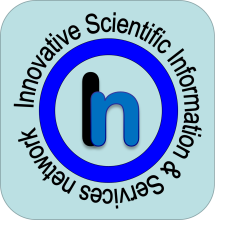 Innovative Scientific Information & Services network
In